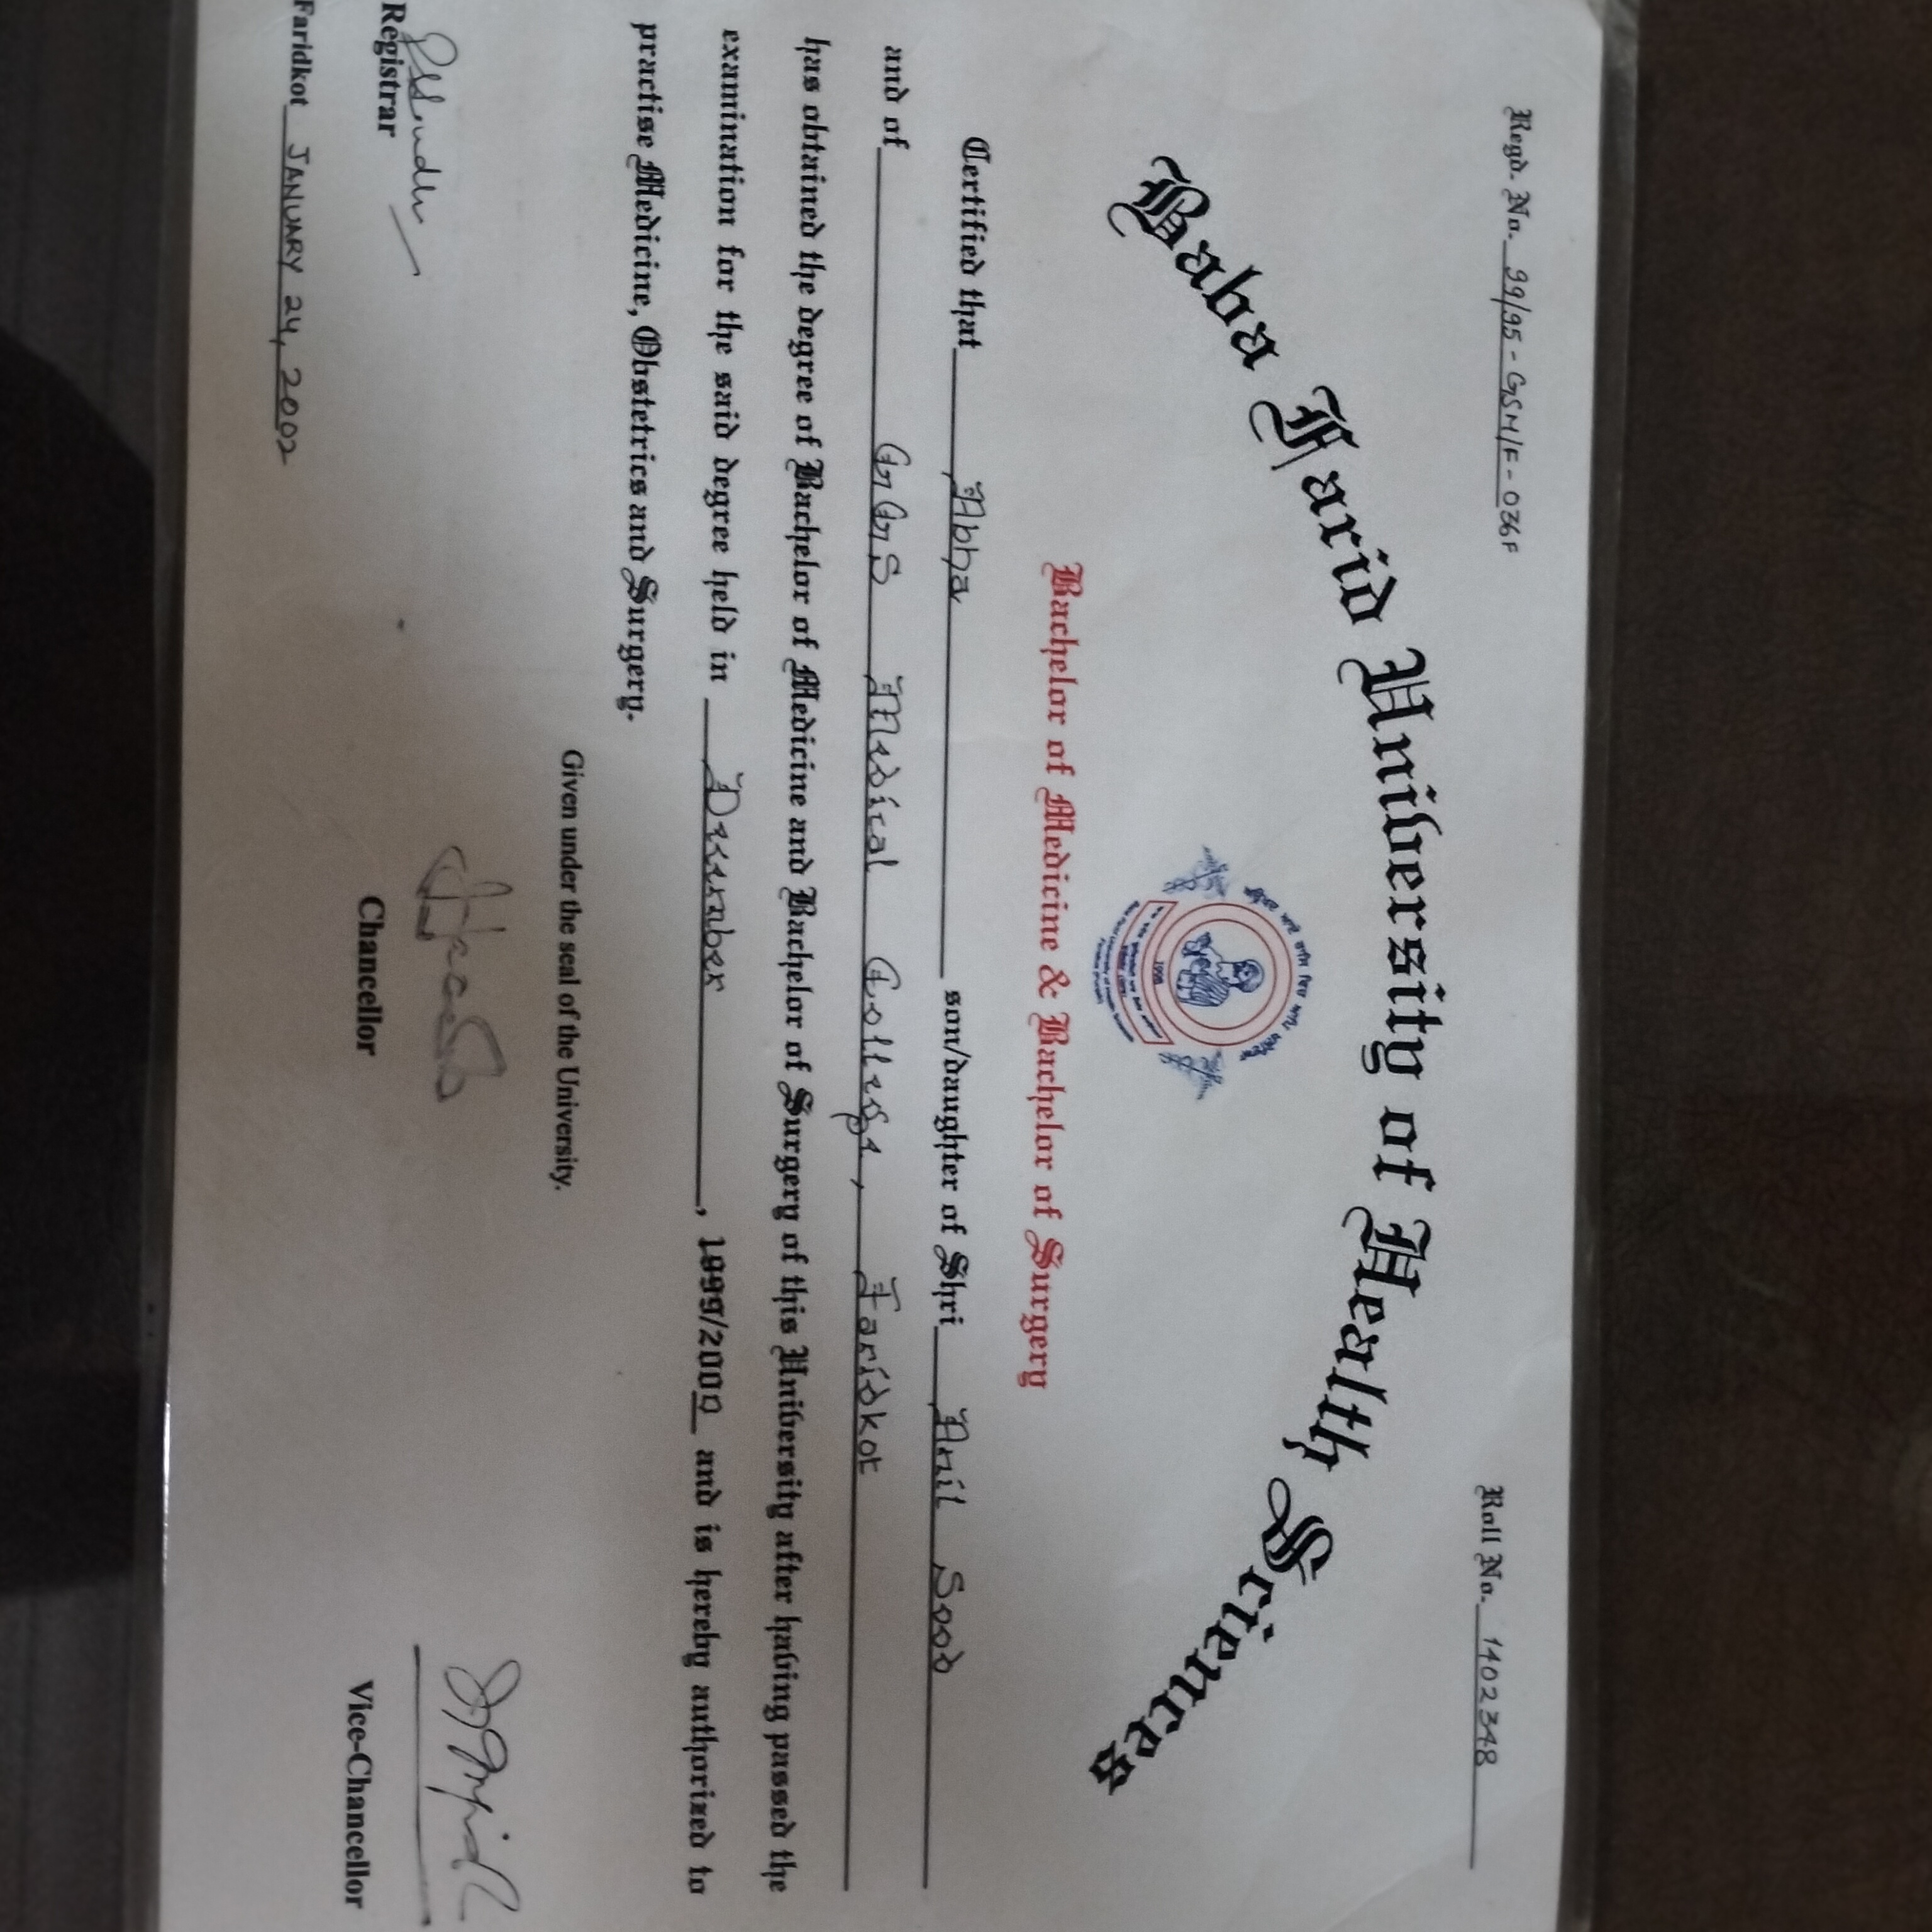 Regd. No. 99/95-GSM/F-036F
Roll No. 1402348
Baba Farid University of Health Sciences
1998
Bachelor of Medicine & Bachelor of Surgery
Certified that Abha son/daughter of Shri Anil Sood
and of GGS Medical College, Faridkot
has obtained the degree of Bachelor of Medicine and Bachelor of Surgery of this University after having passed the
examination for the said degree held in December, 1999/2000 and is hereby authorized to
practise Medicine, Obstetrics and Surgery.
Given under the seal of the University.
Registrar
Chancellor
Vice-Chancellor
Faridkot JANUARY 24, 2002